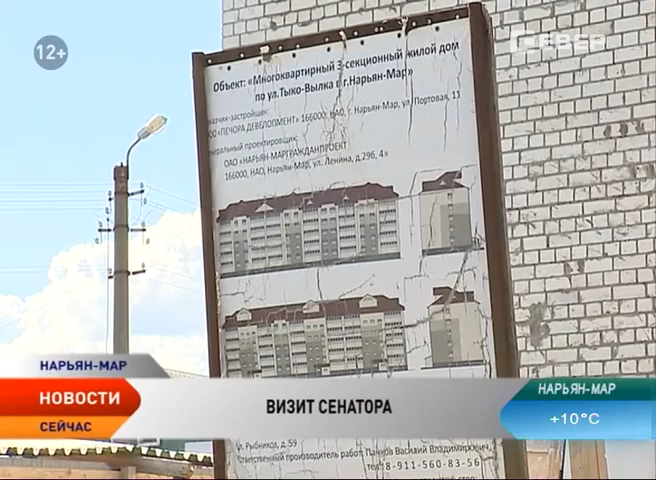 12+
СЕВЕР
Объект: «Многоквартирный 3-секционный жилой дом
по ул.Тыко-Вылка в г.Нарьян-Мар»
ООО «ПЕЧОРА ДЕВЕЛОПМЕНТ» 166000, НАО, г. Нарьян-Мар, ул. Портовая, 13
ОАО «НАРЬЯН-МАРГРАЖДАНПРОЕКТ»
166000, НАО, Нарьян-Мар, ул. Ленина, д.29б, 4»
НАРЬЯН-МАР
НОВОСТИ
СЕЙЧАС
ВИЗИТ СЕНАТОРА
НАРЬЯН-МАР
+10°C
ул. Рыбников, д. 59
Ответственный производитель работ: Панков Василий Владимирович,
тел. 8-911-560-83-56